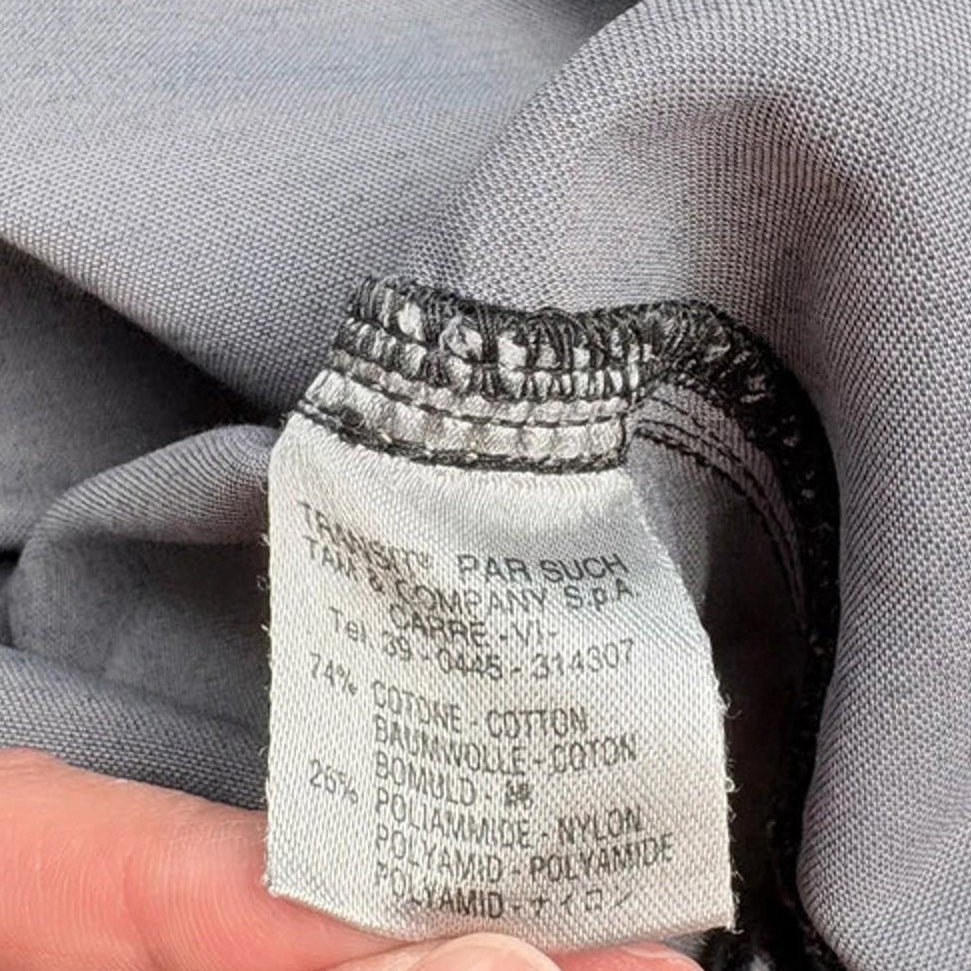 TRANSITE PAR SUCH
TAM & COMPANY S.p.A.
CARRE - VI -
Tel. 39 - 0445 - 314307
74% COTONE - COTTON
BAUMWOLLE - COTON
BOMULD - 綿
26% POLIAMMIDE - NYLON
POLYAMID - POLYAMIDE
POLYAMID - ナイロン